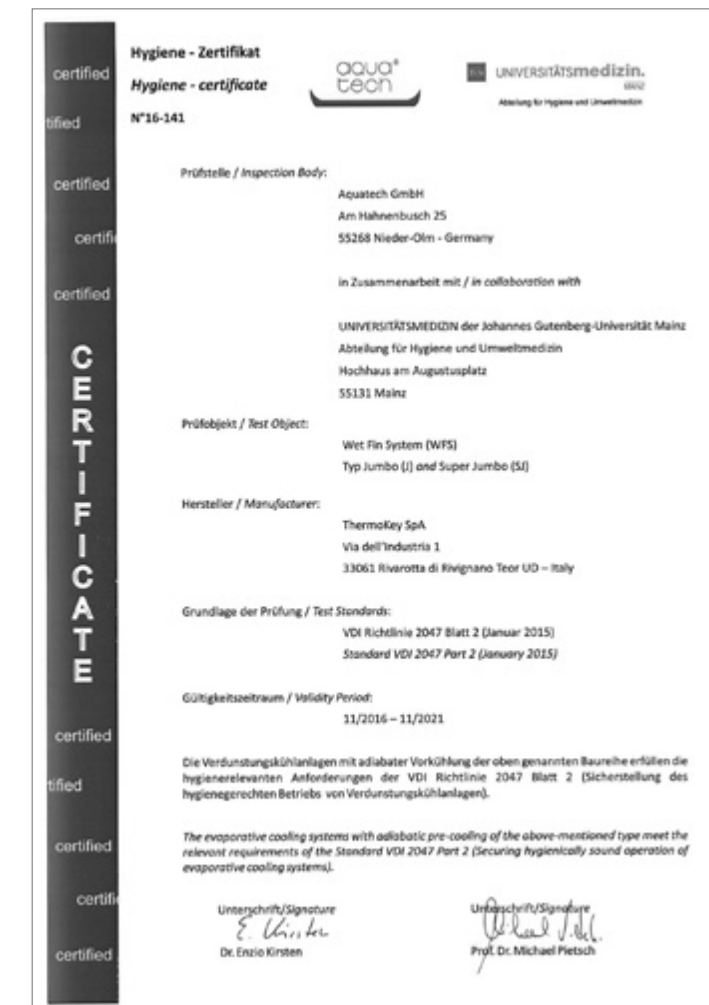 Hygiene - Zertifikat
Hygiene - certificate
N°16-141
aqua
tech
UNIVERSITÄTSmedizin.
MAINZ
Abteilung für Hygiene und Umweltmedizin
certified
tified
certified
certifi
certified
CERTIFICATE
certified
tified
certified
certifi
certified
Prüfstelle / Inspection Body:
Aquatech GmbH
Am Hahnenbusch 25
55268 Nieder-Olm - Germany
in Zusammenarbeit mit / in collaboration with
UNIVERSITÄTSMEDIZIN der Johannes Gutenberg-Universität Mainz
Abteilung für Hygiene und Umweltmedizin
Hochhaus am Augustusplatz
55131 Mainz
Prüfobjekt / Test Object:
Wet Fin System (WFS)
Typ Jumbo (J) and Super Jumbo (SJ)
Hersteller / Manufacturer:
ThermoKey SpA
Via dell'Industria 1
33061 Rivarotta di Rivignano Teor UD – Italy
Grundlage der Prüfung / Test Standards:
VDI Richtlinie 2047 Blatt 2 (Januar 2015)
Standard VDI 2047 Part 2 (January 2015)
Gültigkeitszeitraum / Validity Period:
11/2016 – 11/2021
Die Verdunstungskühlanlagen mit adiabater Vorkühlung der oben genannten Baureihe erfüllen die
hygienerelevanten Anforderungen der VDI Richtlinie 2047 Blatt 2 (Sicherstellung des
hygienegerechten Betriebs von Verdunstungskühlanlagen).
The evaporative cooling systems with adiabatic pre-cooling of the above-mentioned type meet the
relevant requirements of the Standard VDI 2047 Part 2 (Securing hygienically sound operation of
evaporative cooling systems).
Unterschrift/Signature
E. Kirsten
Dr. Enzio Kirsten
Unterschrift/Signature
Prof. Dr. Michael Pietsch